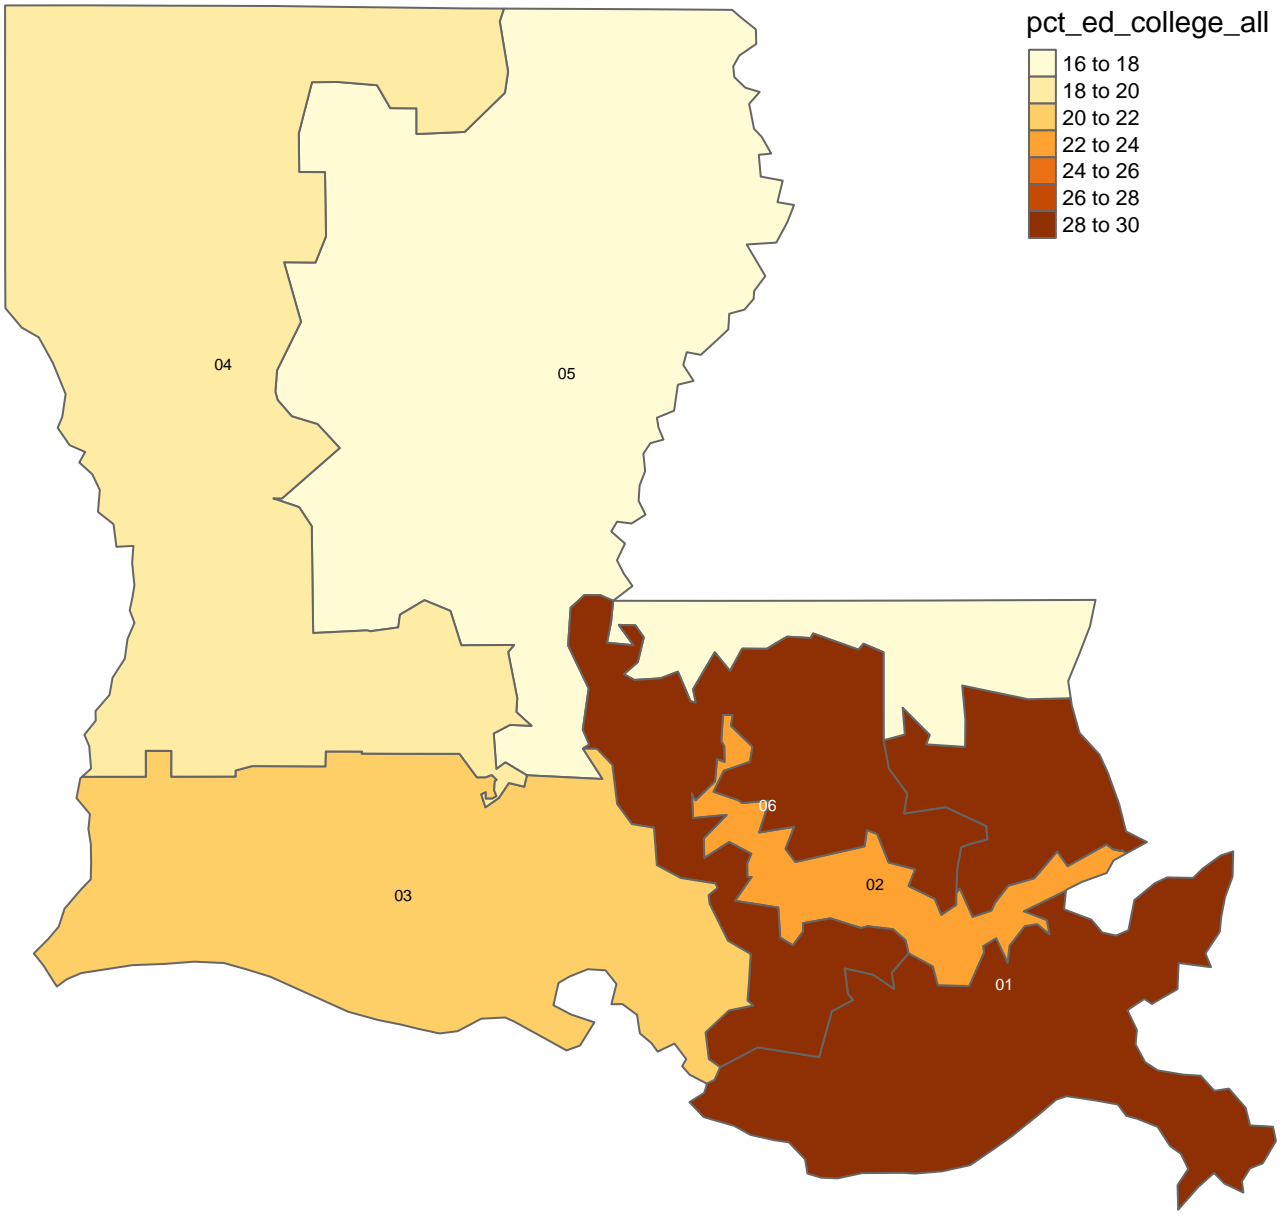 pct_ed_college_all
16 to 18
18 to 20
20 to 22
22 to 24
24 to 26
26 to 28
28 to 30
04
05
06
02
03
01